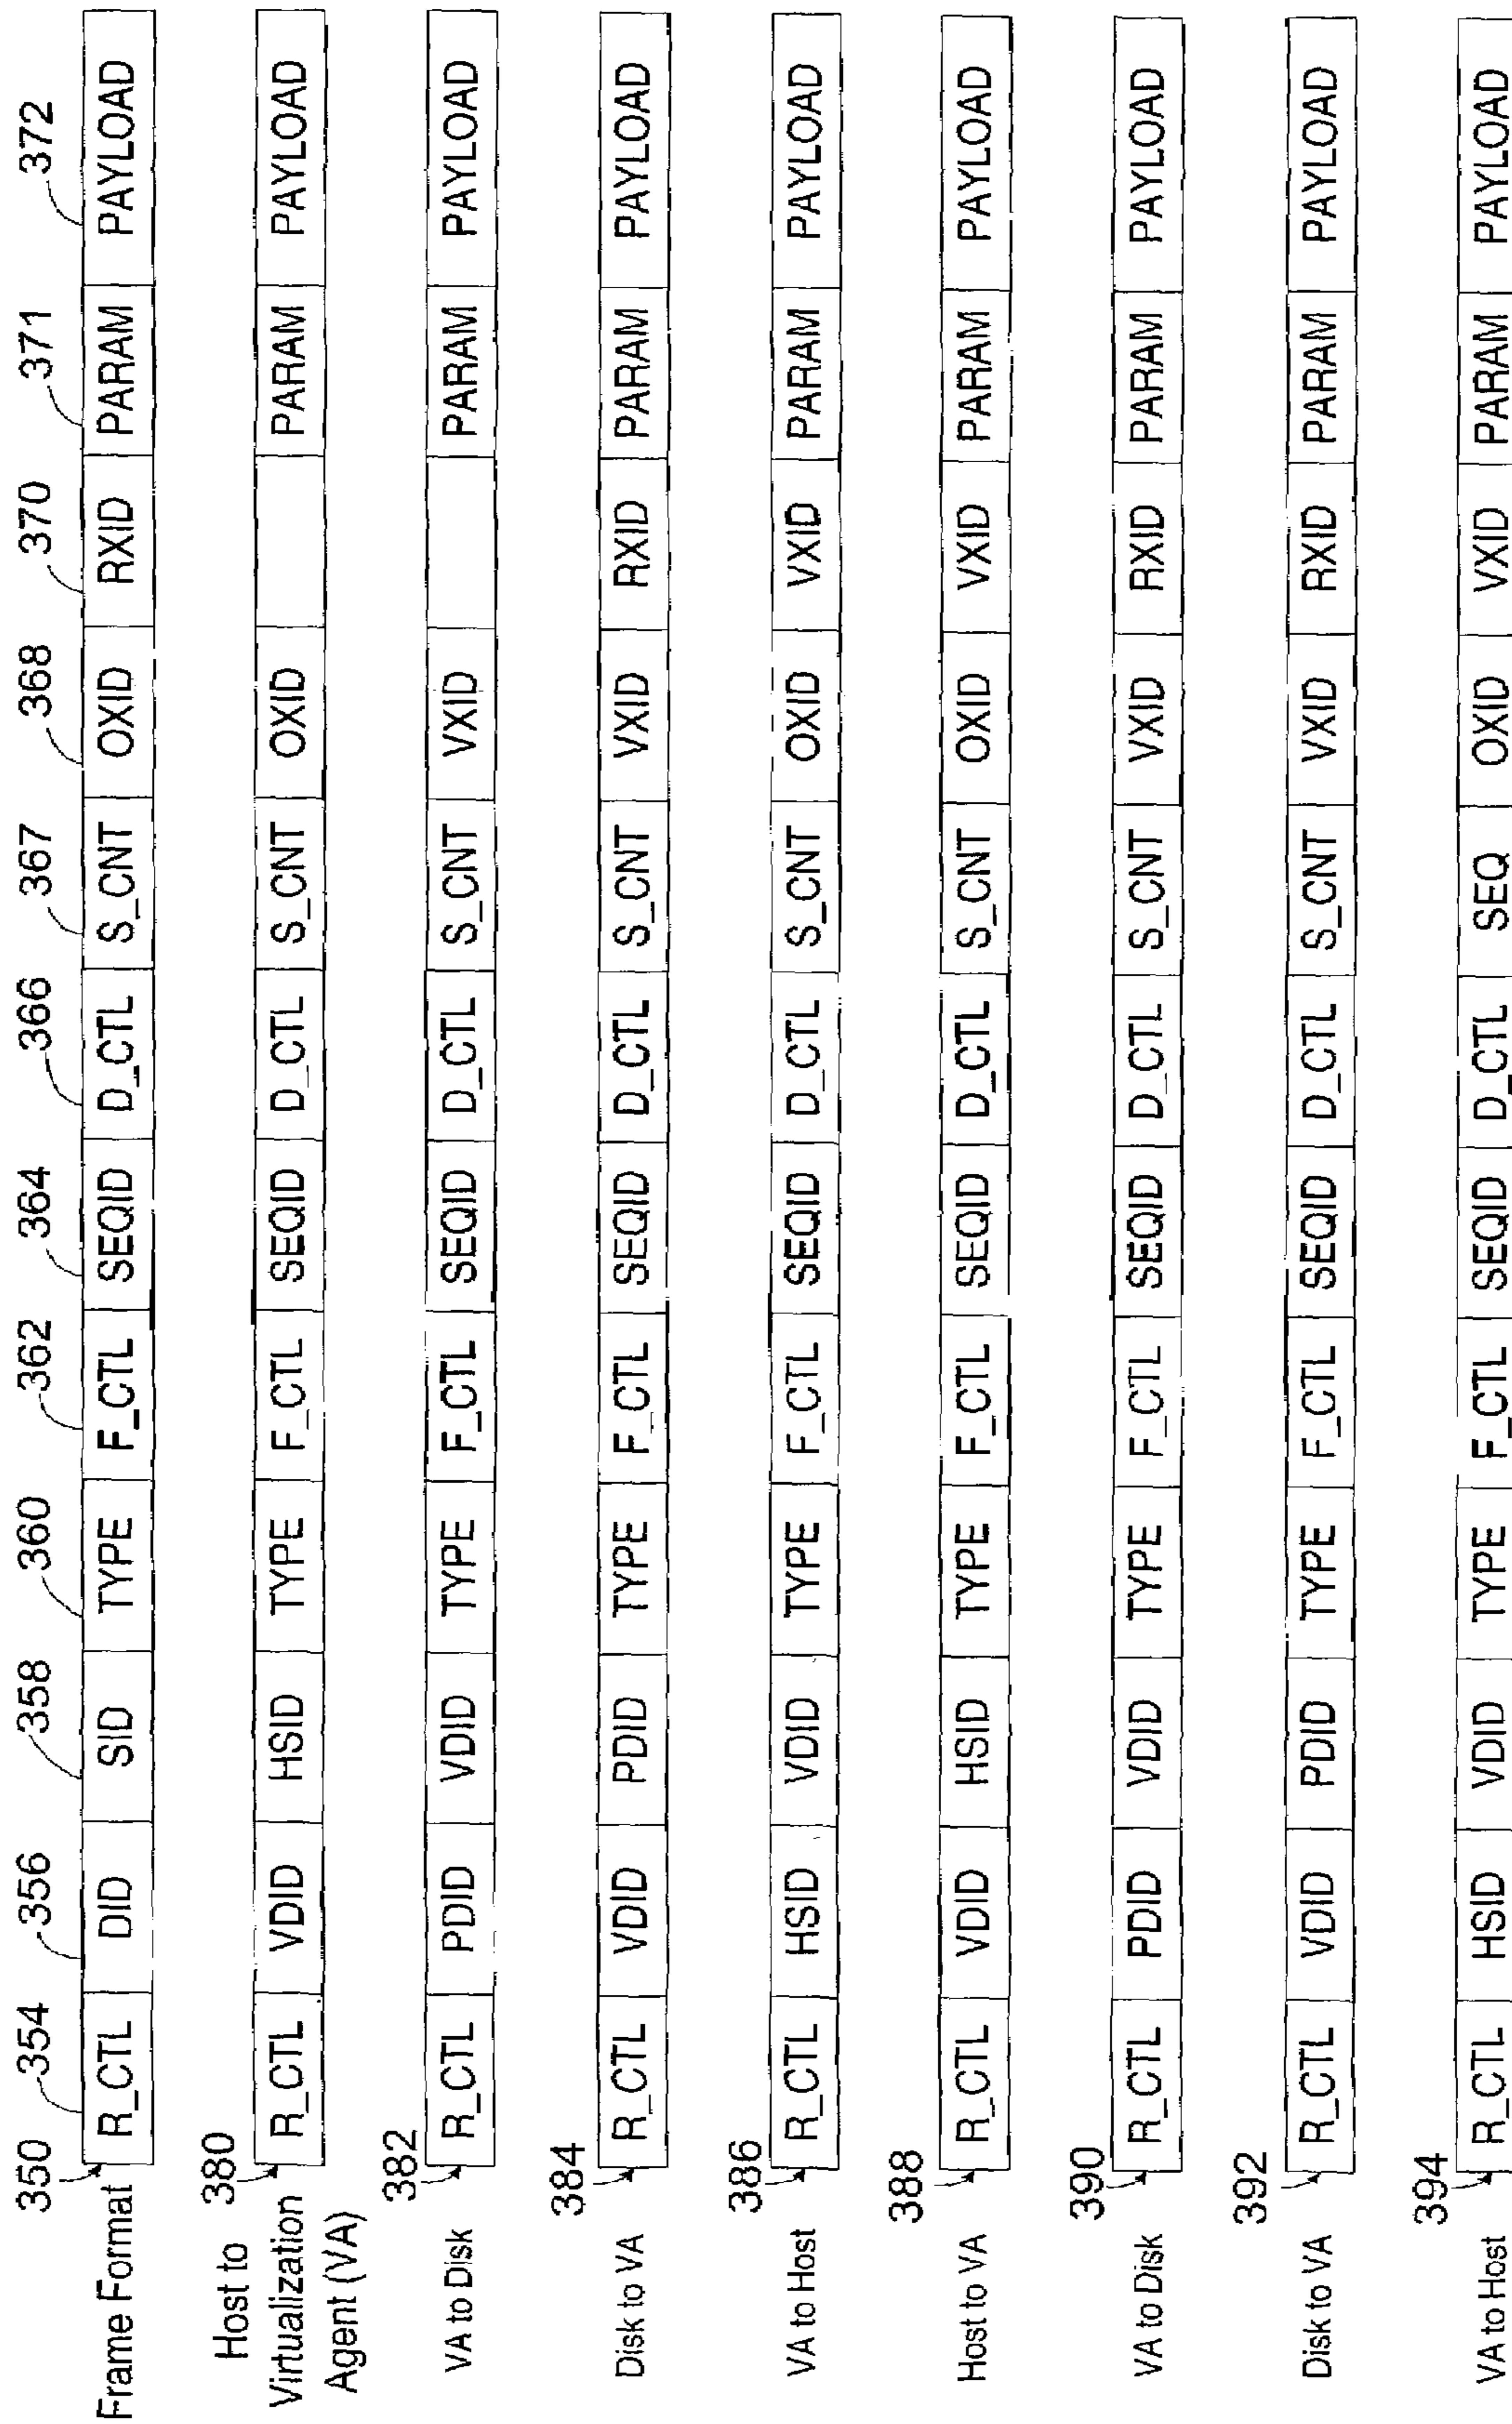 350 354 356 358 360 362 364 366 367 368 370 371 372
Frame Format R_CTL DID SID TYPE F_CTL SEQID D_CTL S_CNT OXID RXID PARAM PAYLOAD
380
Host to
Virtualization
Agent (VA)
R_CTL VDID HSID TYPE F_CTL SEQID D_CTL S_CNT OXID PARAM PAYLOAD
382
VA to Disk R_CTL PDID VDID TYPE F_CTL SEQID D_CTL S_CNT VXID PARAM PAYLOAD
384
Disk to VA R_CTL VDID PDID TYPE F_CTL SEQID D_CTL S_CNT VXID RXID PARAM PAYLOAD
386
VA to Host R_CTL HSID VDID TYPE F_CTL SEQID D_CTL S_CNT OXID VXID PARAM PAYLOAD
388
Host to VA R_CTL VDID HSID TYPE F_CTL SEQID D_CTL S_CNT OXID VXID PARAM PAYLOAD
390
VA to Disk R_CTL PDID VDID TYPE F_CTL SEQID D_CTL S_CNT VXID RXID PARAM PAYLOAD
392
Disk to VA R_CTL VDID PDID TYPE F_CTL SEQID D_CTL S_CNT VXID RXID PARAM PAYLOAD
394
VA to Host R_CTL HSID VDID TYPE F_CTL SEQID D_CTL SEQ OXID VXID PARAM PAYLOAD